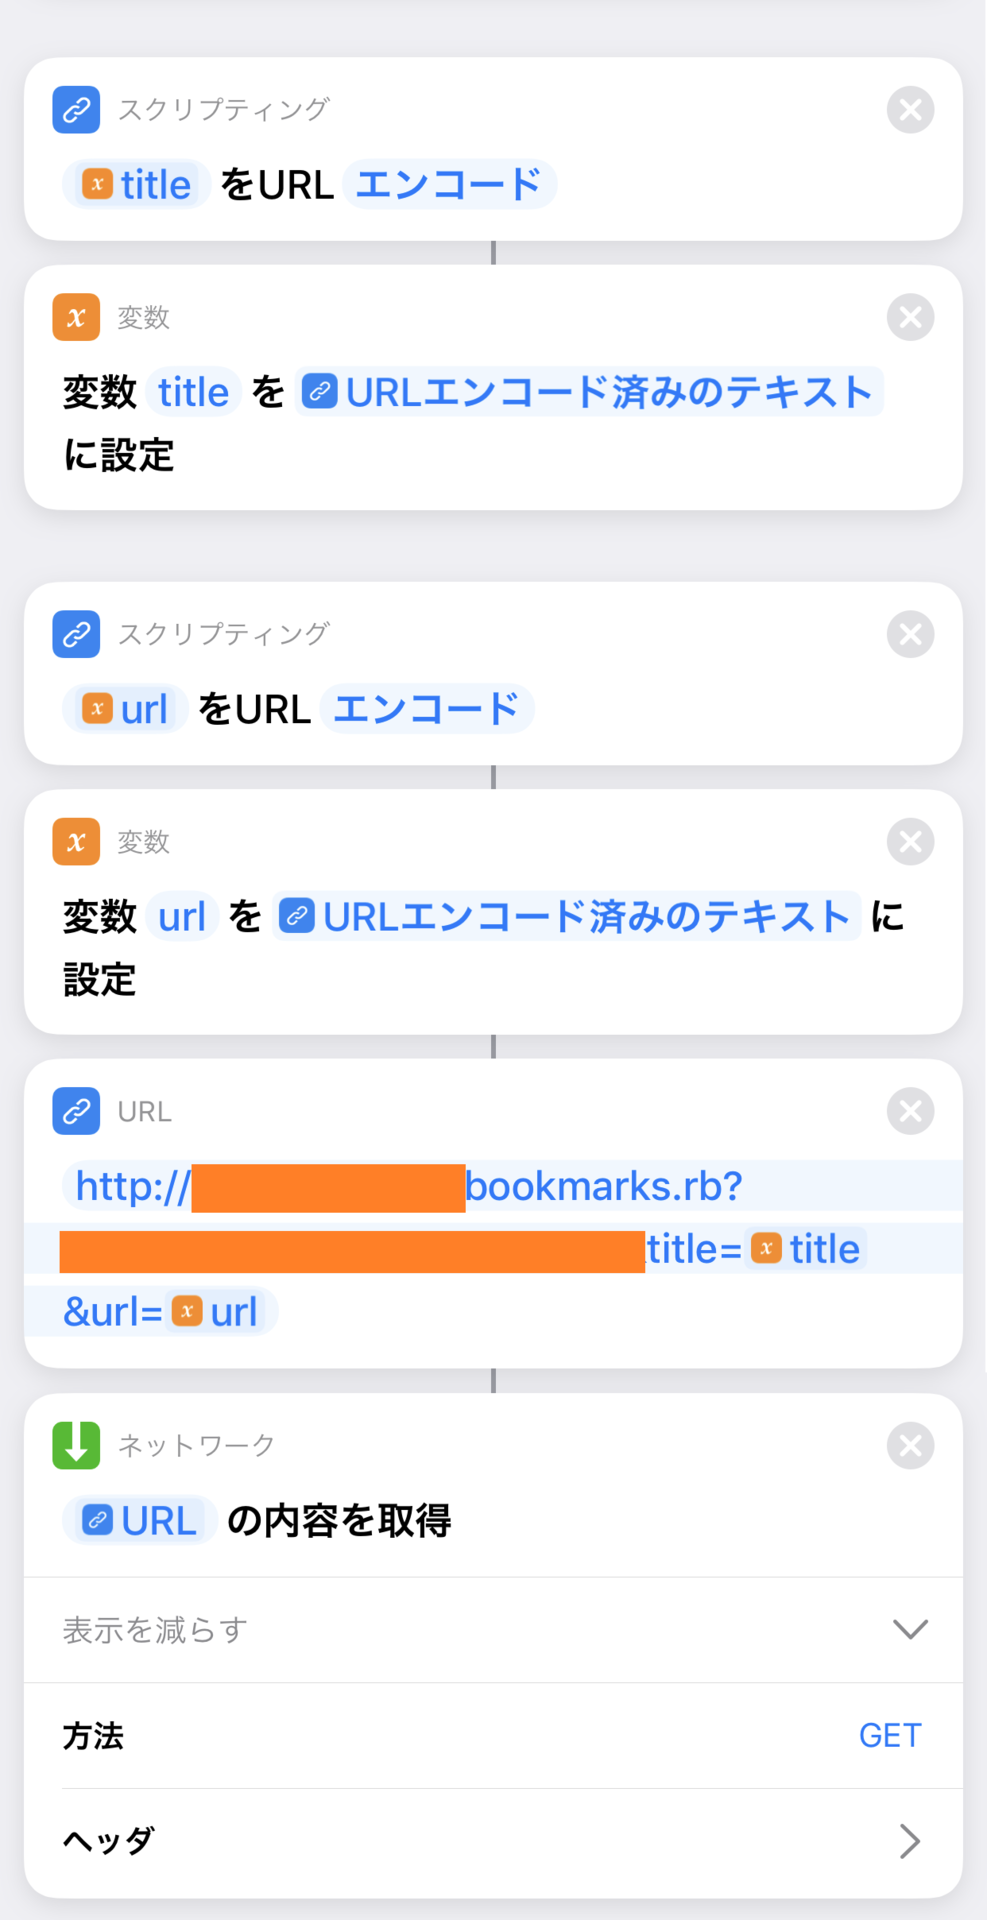 スクリプティング
title をURL エンコード
変数
変数 title を URLエンコード済みのテキスト
に設定
スクリプティング
url をURL エンコード
変数
変数 url を URLエンコード済みのテキスト に
設定
URL
http:// bookmarks.rb?
title= title
&url= url
ネットワーク
URL の内容を取得
表示を減らす
方法 GET
ヘッダ